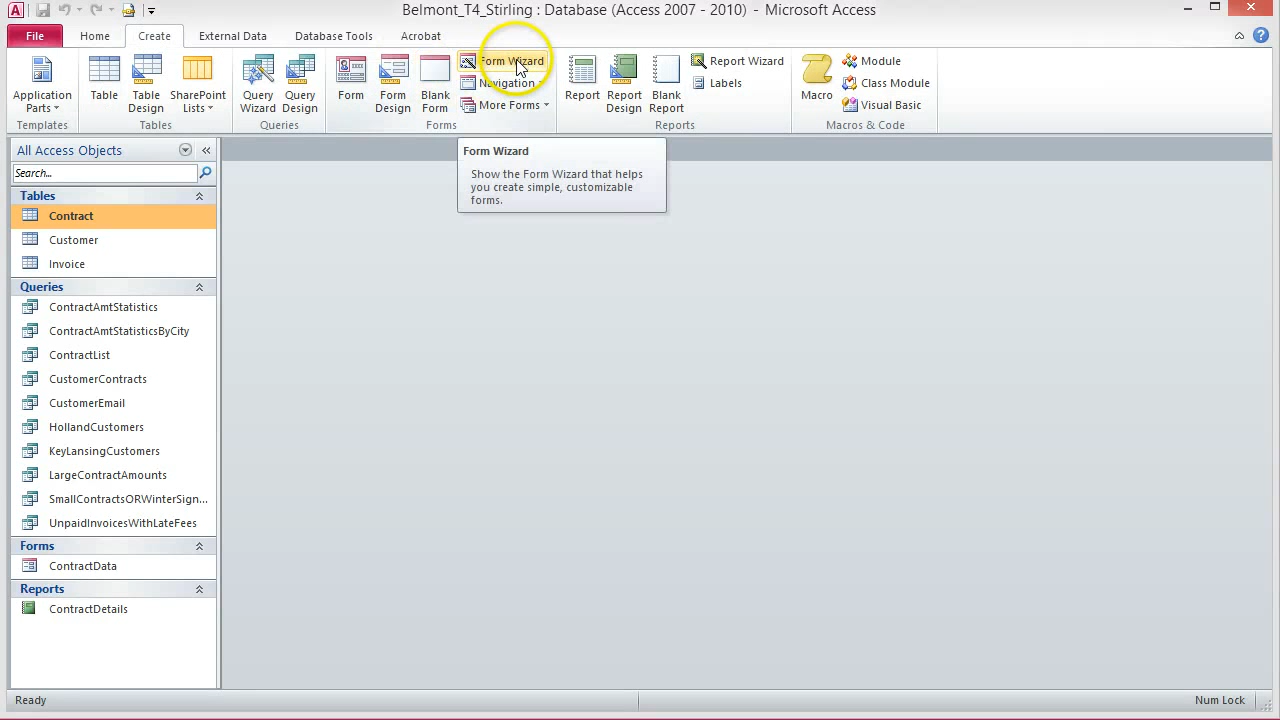 Belmont_T4_Stirling : Database (Access 2007 - 2010) - Microsoft Access
File Home Create External Data Database Tools Acrobat
Application Parts
Templates
Table
Table Design
SharePoint Lists
Tables
Query Wizard
Query Design
Queries
Form
Form Design
Blank Form
Form Wizard
Navigation
More Forms
Forms
Report
Report Design
Blank Report
Report Wizard
Labels
Reports
Macro
Module
Class Module
Visual Basic
Macros & Code
Form Wizard
Show the Form Wizard that helps
you create simple, customizable
forms.
All Access Objects
Search...
Tables
Contract
Customer
Invoice
Queries
ContractAmtStatistics
ContractAmtStatisticsByCity
ContractList
CustomerContracts
CustomerEmail
HollandCustomers
KeyLansingCustomers
LargeContractAmounts
SmallContractsORWinterSign...
UnpaidInvoicesWithLateFees
Forms
ContractData
Reports
ContractDetails
Ready
Num Lock